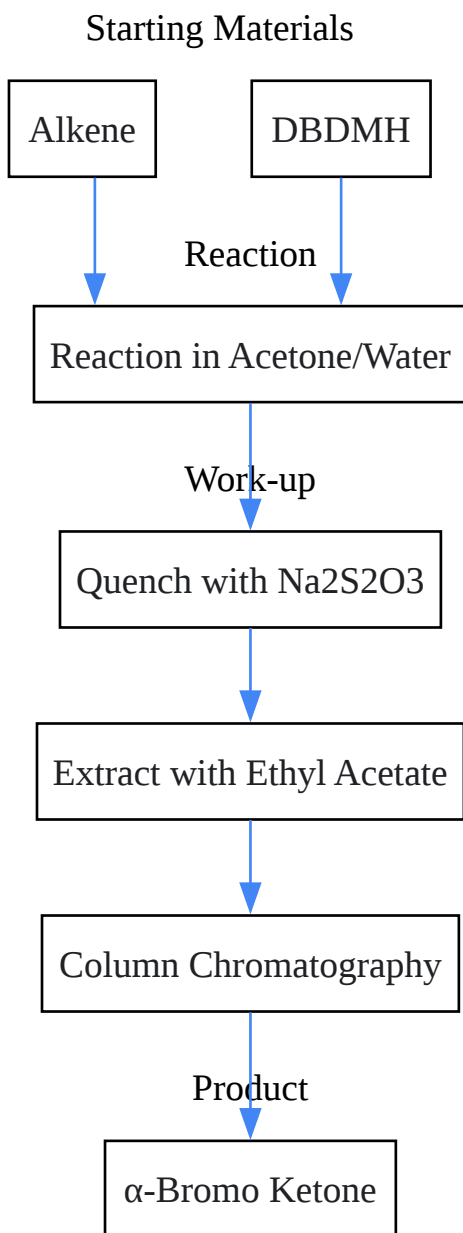 Starting Materials
Alkene
DBDMH
Reaction
Reaction in Acetone/Water
Work-up
Quench with Na2S2O3
Extract with Ethyl Acetate
Column Chromatography
Product
α-Bromo Ketone